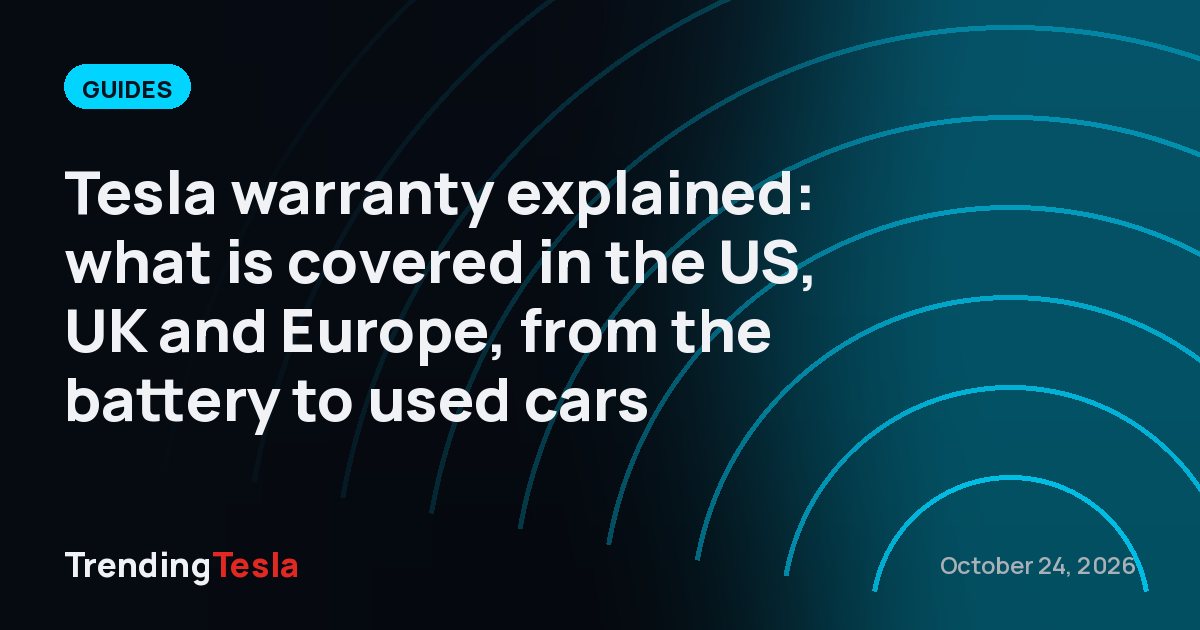 GUIDES
Tesla warranty explained:
what is covered in the US,
UK and Europe, from the
battery to used cars
TrendingTesla
October 24, 2026